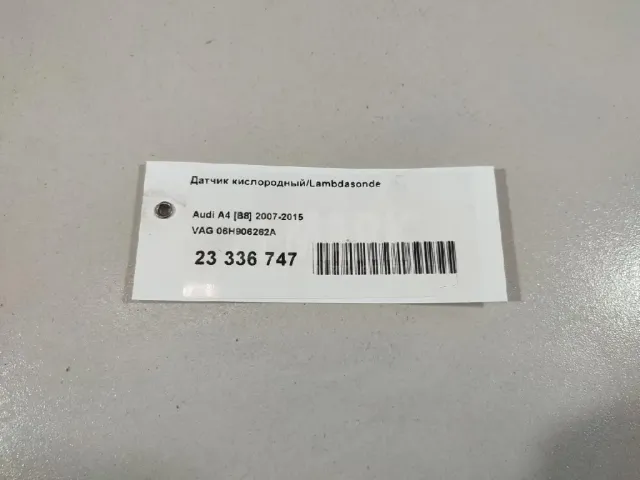 Датчик кислородный/Lambdasonde
Audi A4 [B8] 2007-2015
VAG 06H906262A
23 336 747